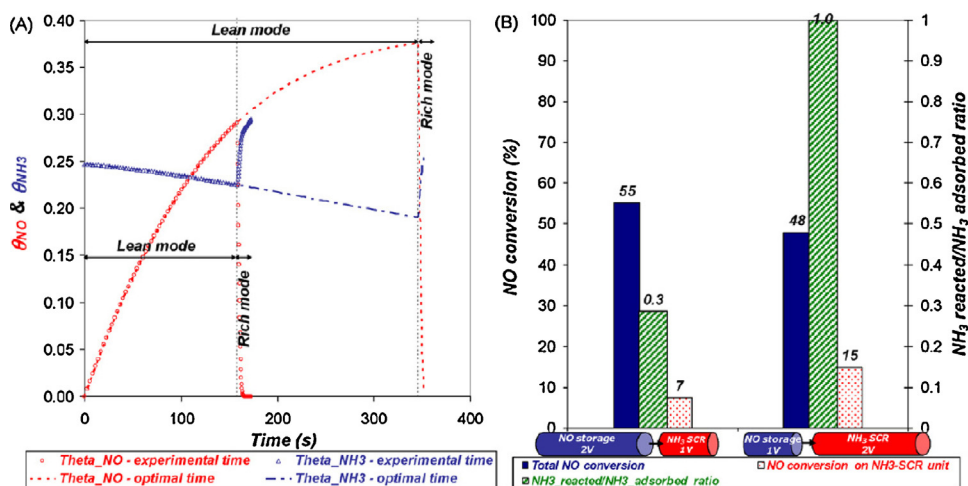 (A)
0.40
0.35
0.30
0.25
0.20
0.15
0.10
0.05
0.00
θNO & θNH3
Lean mode
Rich mode
Lean mode
Rich mode
0
100
200
300
400
Time (s)
Theta_NO - experimental time
Theta_NH3 - experimental time
Theta_NO - optimal time
Theta_NH3 - optimal time
(B)
100
90
80
70
60
50
40
30
20
10
0
NO conversion (%)
55
0.3
7
48
1.0
15
1
0.9
0.8
0.7
0.6
0.5
0.4
0.3
0.2
0.1
0
NH3 reacted/NH3 adsorbed ratio
NO storage
2V
NH3 SCR
1V
NO storage
1V
NH3 SCR
2V
Total NO conversion
NO conversion on NH3-SCR unit
NH3 reacted/NH3 adsorbed ratio